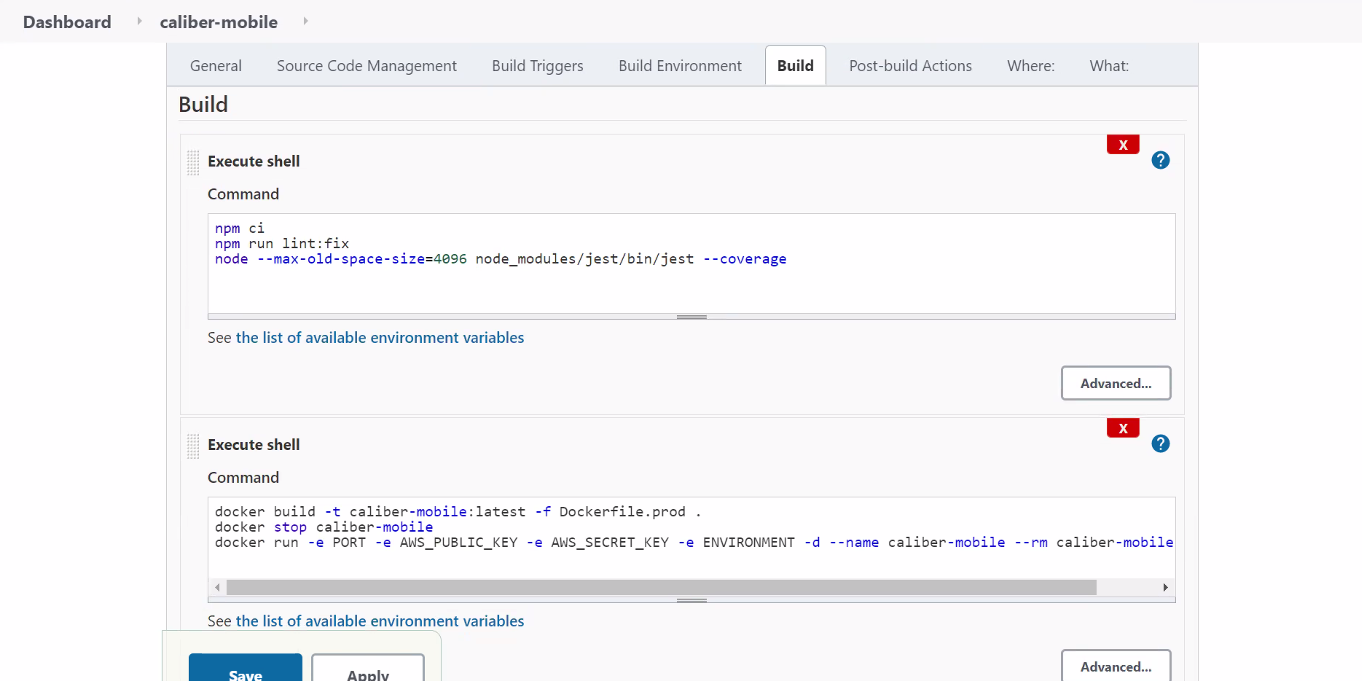 Dashboard caliber-mobile
General Source Code Management Build Triggers Build Environment Build Post-build Actions Where: What:
Build
X
Execute shell ?
Command
npm ci
npm run lint:fix
node --max-old-space-size=4096 node_modules/jest/bin/jest --coverage
See the list of available environment variables
Advanced...
X
Execute shell ?
Command
docker build -t caliber-mobile:latest -f Dockerfile.prod .
docker stop caliber-mobile
docker run -e PORT -e AWS_PUBLIC_KEY -e AWS_SECRET_KEY -e ENVIRONMENT -d --name caliber-mobile --rm caliber-mobile
See the list of available environment variables
Save Apply Advanced...